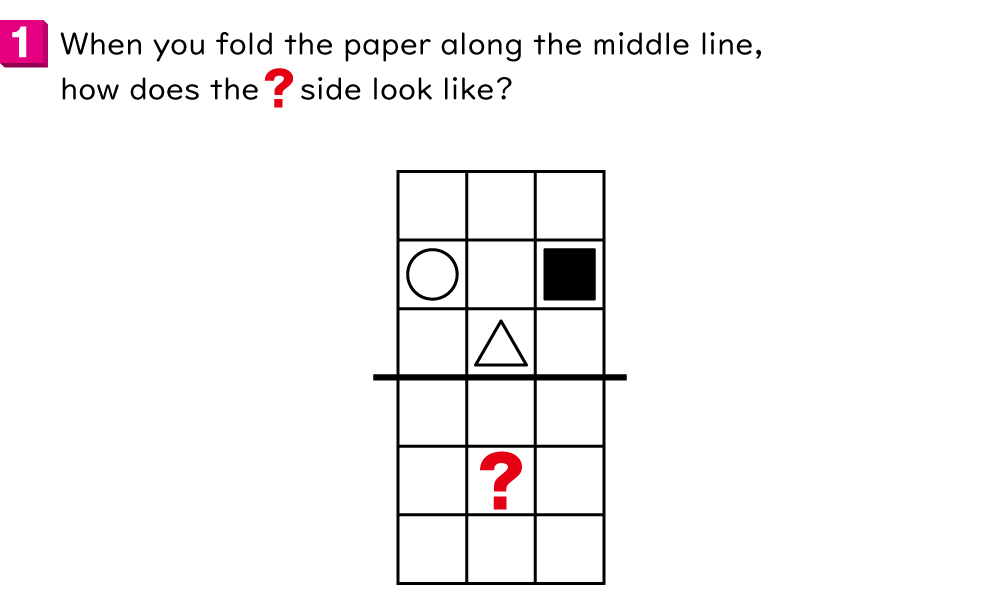 1 When you fold the paper along the middle line,
how does the ? side look like?
?